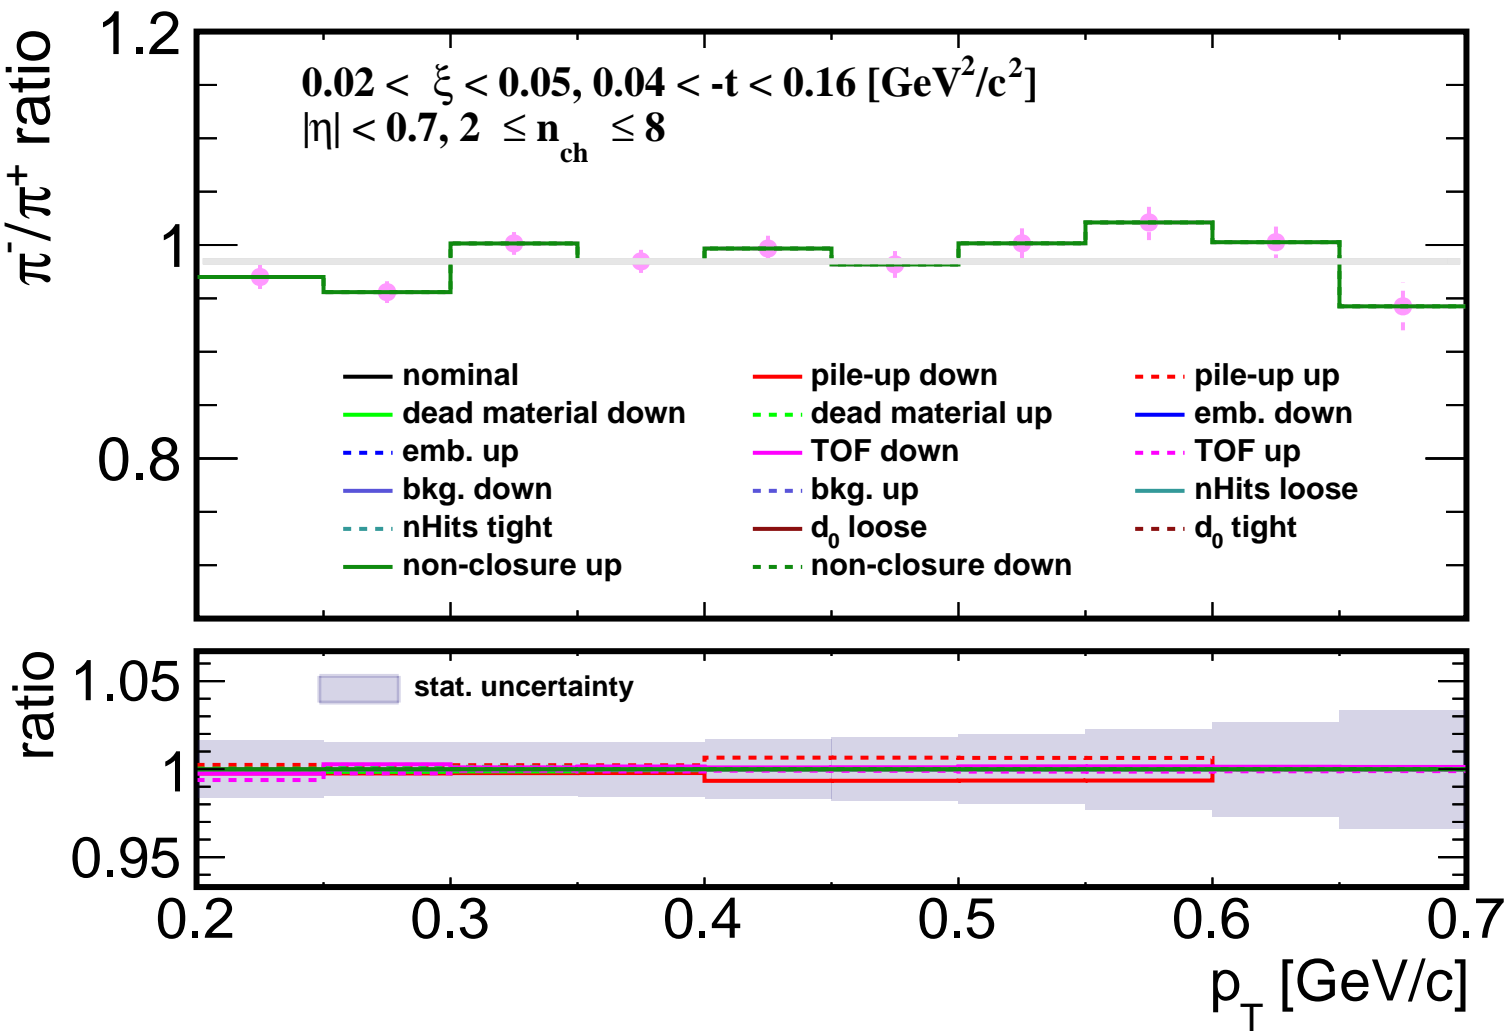 1.2
0.02 < ξ < 0.05, 0.04 < -t < 0.16 [GeV²/c²]
|η| < 0.7, 2 ≤ n_ch ≤ 8
π⁻/π⁺ ratio
1
0.8
nominal pile-up down pile-up up
dead material down dead material up emb. down
emb. up TOF down TOF up
bkg. down bkg. up nHits loose
nHits tight d₀ loose d₀ tight
non-closure up non-closure down
ratio
1.05
stat. uncertainty
1
0.95
0.2 0.3 0.4 0.5 0.6 0.7
p_T [GeV/c]